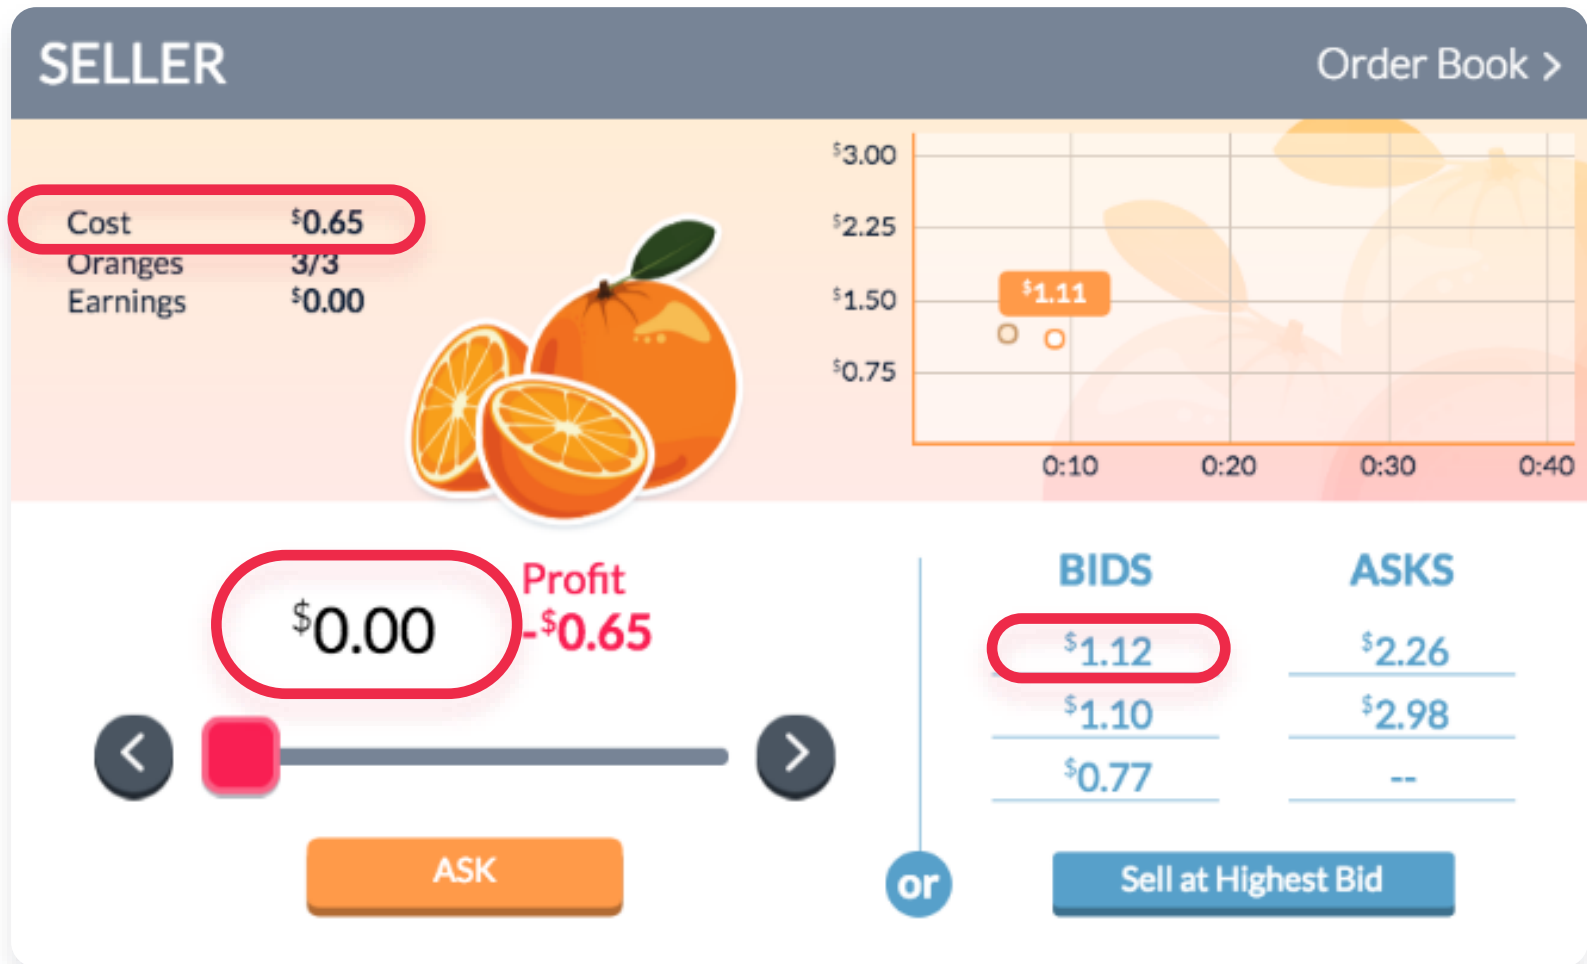 SELLER
Order Book >
Cost $0.65
Oranges 3/3
Earnings $0.00
$3.00
$2.25
$1.50
$0.75
$1.11
0:10 0:20 0:30 0:40
$0.00
Profit
-$0.65
ASK
or
BIDS ASKS
$1.12 $2.26
$1.10 $2.98
$0.77 --
Sell at Highest Bid